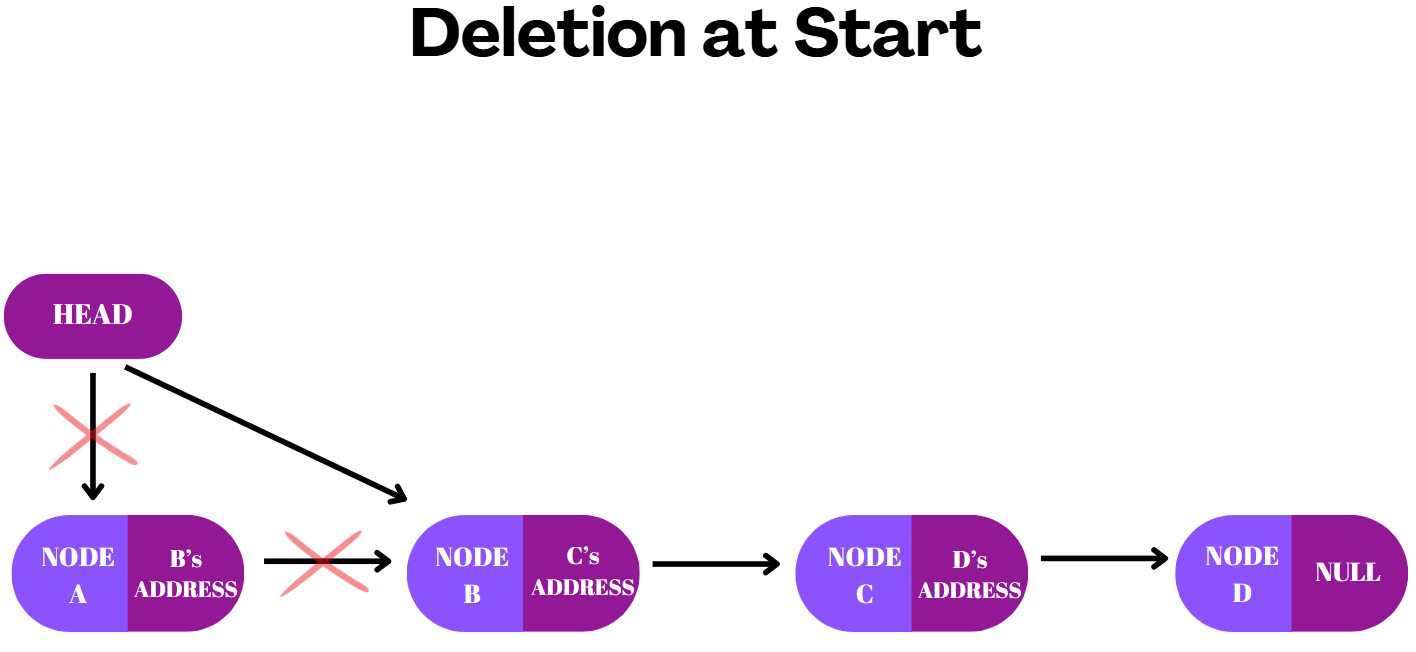 Deletion at Start
HEAD
NODE
A
B's
ADDRESS
NODE
B
C's
ADDRESS
NODE
C
D's
ADDRESS
NODE
D
NULL